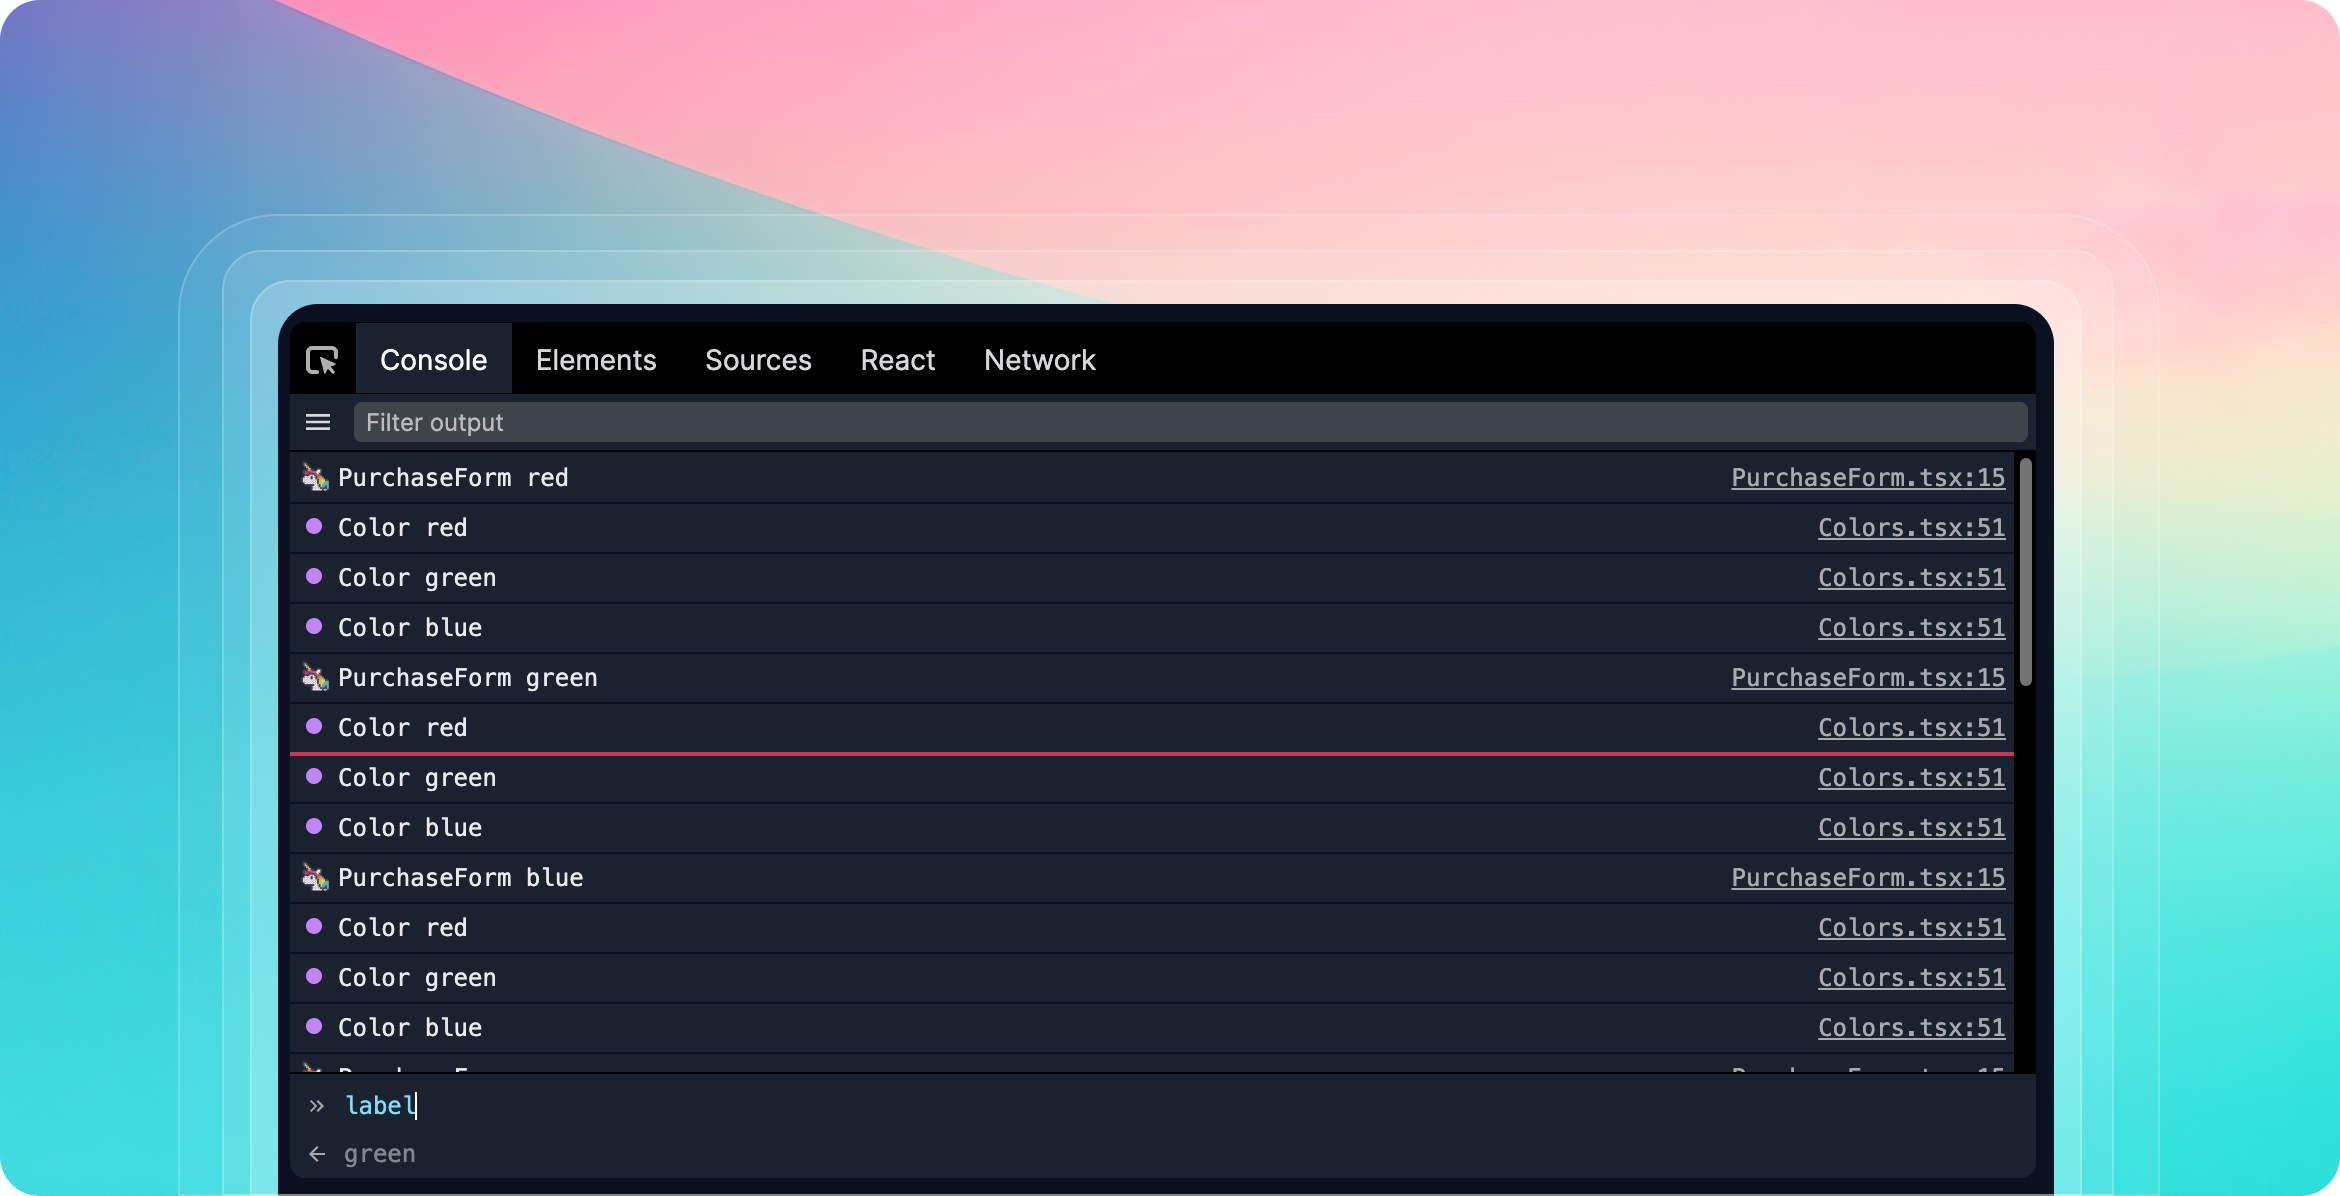 Console Elements Sources React Network
Filter output
PurchaseForm red PurchaseForm.tsx:15
Color red Colors.tsx:51
Color green Colors.tsx:51
Color blue Colors.tsx:51
PurchaseForm green PurchaseForm.tsx:15
Color red Colors.tsx:51
Color green Colors.tsx:51
Color blue Colors.tsx:51
PurchaseForm blue PurchaseForm.tsx:15
Color red Colors.tsx:51
Color green Colors.tsx:51
Color blue Colors.tsx:51
» label
← green